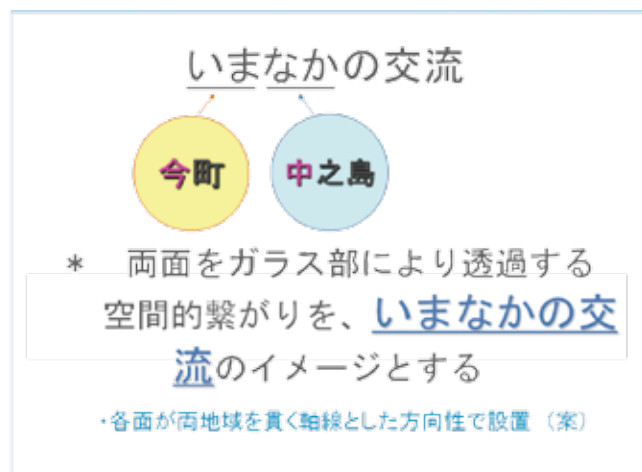 いまなかの交流
今町 中之島
* 両面をガラス部により透過する
空間的繋がりを、いまなかの交
流のイメージとする
・各面が両地域を貫く軸線とした方向性で設置(案)